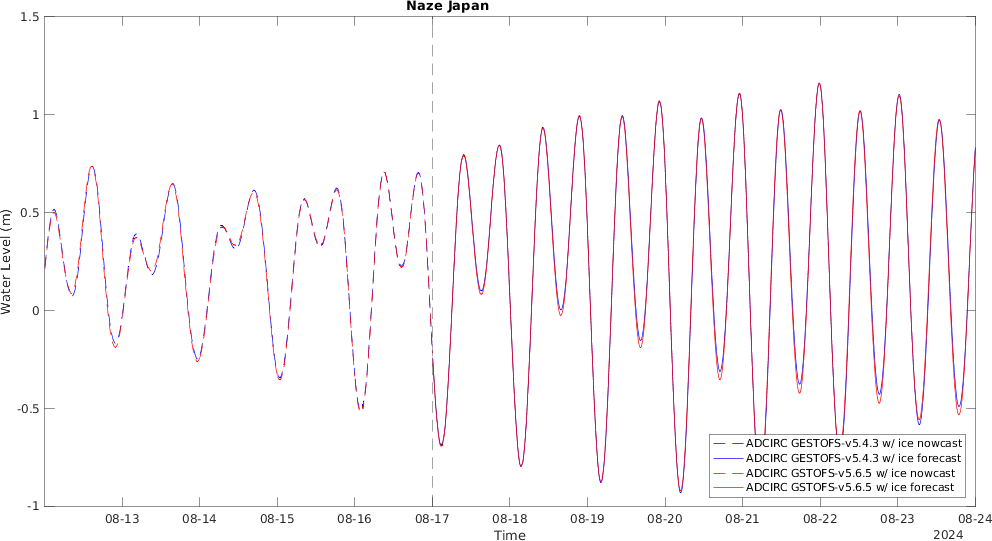 Naze Japan
1.5
1
0.5
0
-0.5
-1
Water Level (m)
08-13 08-14 08-15 08-16 08-17 08-18 08-19 08-20 08-21 08-22 08-23 08-24
Time
2024
ADCIRC GESTOFS-v5.4.3 w/ ice nowcast
ADCIRC GESTOFS-v5.4.3 w/ ice forecast
ADCIRC GSTOFS-v5.6.5 w/ ice nowcast
ADCIRC GSTOFS-v5.6.5 w/ ice forecast